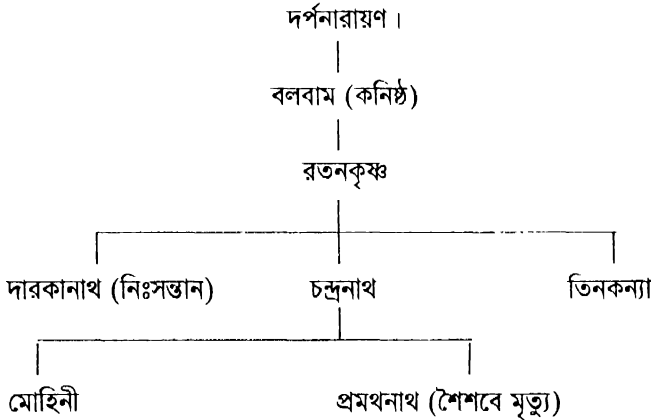 দর্পনারায়ণ ।
বলবাম (কনিষ্ঠ)
রতনকৃষ্ণ
দারকানাথ (নিঃসন্তান) চন্দ্রনাথ তিনকন্যা
মোহিনী প্রমথনাথ (শৈশবে মৃত্যু)